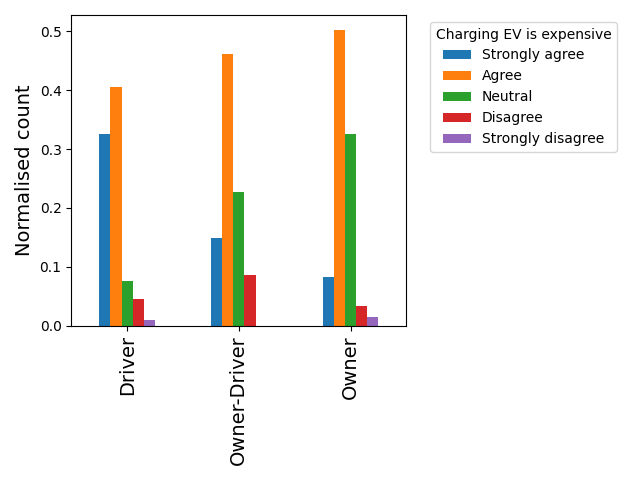 Normalised count
0.5
0.4
0.3
0.2
0.1
0.0
Driver
Owner-Driver
Owner
Charging EV is expensive
Strongly agree
Agree
Neutral
Disagree
Strongly disagree